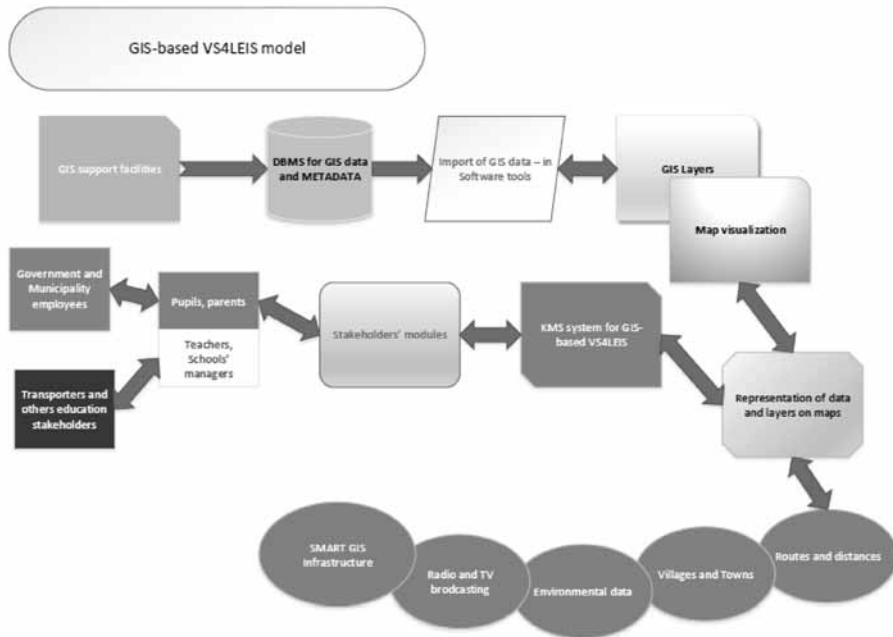 GIS-based VS4LEIS model
GIS support facilities
DBMS for GIS data
and METADATA
Import of GIS data – in
Software tools
GIS Layers
Map visualization
Government and
Municipality
employees
Pupils, parents
Teachers,
Schools'
managers
Transporters and
others education
stakeholders
Stakeholders' modules
KMS system for GIS-
based VS4LEIS
Representation of data
and layers on maps
SMART GIS
Infrastructure
Radio and TV
brodcasting
Environmental data
Villages and Towns
Routes and distances